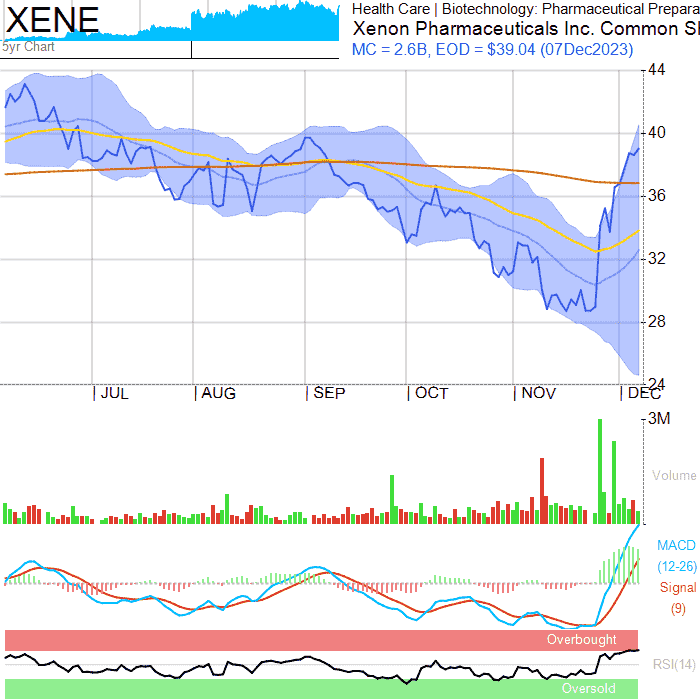 XENE
5yr Chart
Health Care | Biotechnology: Pharmaceutical Prepara
Xenon Pharmaceuticals Inc. Common S
MC = 2.6B, EOD = $39.04 (07Dec2023)
44
40
36
32
28
24
| JUL | AUG | SEP | OCT | NOV | DEC
3M
Volume
MACD
(12-26)
Signal
(9)
Overbought
RSI(14)
Oversold